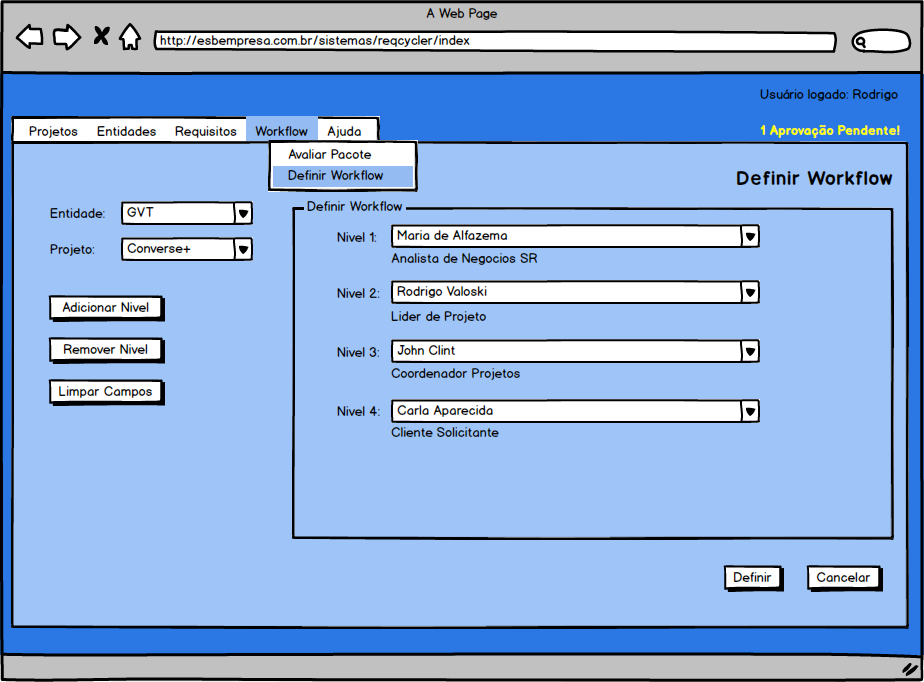 A Web Page
http://esbempresa.com.br/sistemas/reqcycler/index
Usuário logado: Rodrigo
Projetos Entidades Requisitos Workflow Ajuda
1 Aprovação Pendente!
Avaliar Pacote
Definir Workflow
Definir Workflow
Entidade: GVT
Projeto: Converse+
Adicionar Nivel
Remover Nivel
Limpar Campos
Definir Workflow
Nivel 1: Maria de Alfazema
Analista de Negocios SR
Nivel 2: Rodrigo Valoski
Lider de Projeto
Nivel 3: John Clint
Coordenador Projetos
Nivel 4: Carla Aparecida
Cliente Solicitante
Definir Cancelar